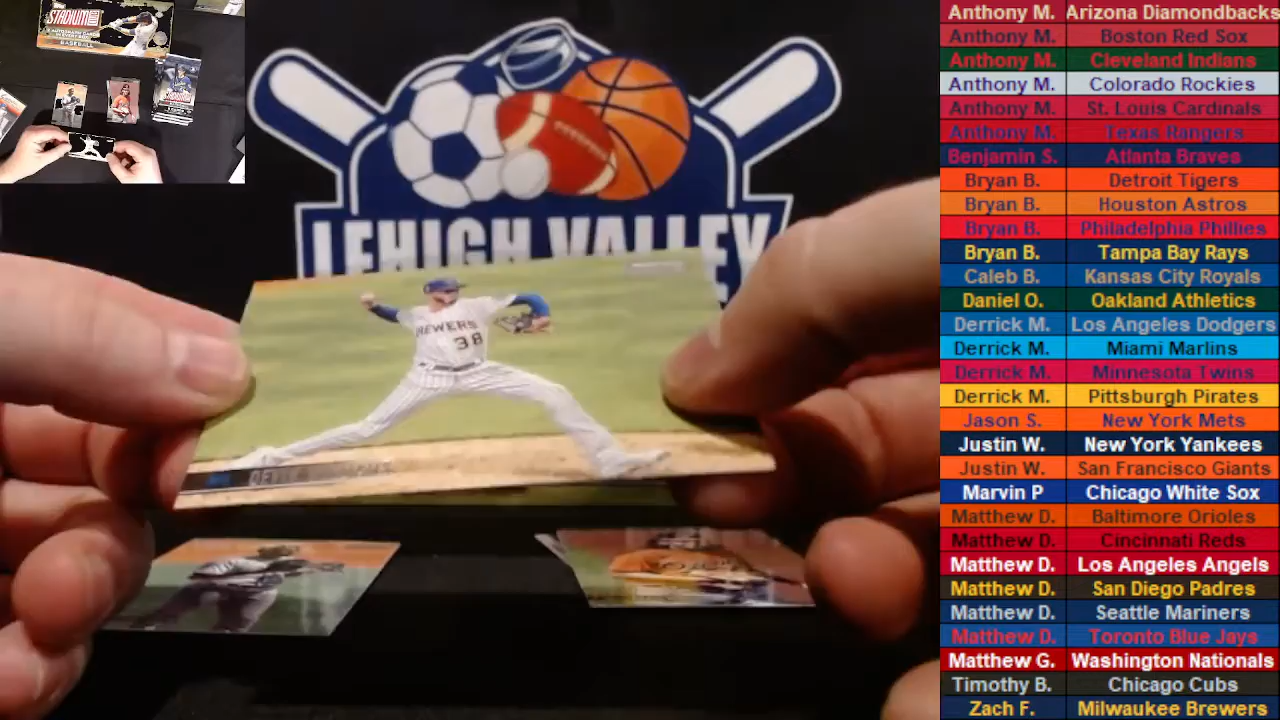 STADIUM
BASEBALL
LEHIGH VALLEY
BREWERS
38
Anthony M. Arizona Diamondbacks
Anthony M. Boston Red Sox
Anthony M. Cleveland Indians
Anthony M. Colorado Rockies
Anthony M. St. Louis Cardinals
Anthony M. Texas Rangers
Benjamin S. Atlanta Braves
Bryan B. Detroit Tigers
Bryan B. Houston Astros
Bryan B. Philadelphia Phillies
Bryan B. Tampa Bay Rays
Caleb B. Kansas City Royals
Daniel O. Oakland Athletics
Derrick M. Los Angeles Dodgers
Derrick M. Miami Marlins
Derrick M. Minnesota Twins
Derrick M. Pittsburgh Pirates
Jason S. New York Mets
Justin W. New York Yankees
Justin W. San Francisco Giants
Marvin P Chicago White Sox
Matthew D. Baltimore Orioles
Matthew D. Cincinnati Reds
Matthew D. Los Angeles Angels
Matthew D. San Diego Padres
Matthew D. Seattle Mariners
Matthew D. Toronto Blue Jays
Matthew G. Washington Nationals
Timothy B. Chicago Cubs
Zach F. Milwaukee Brewers